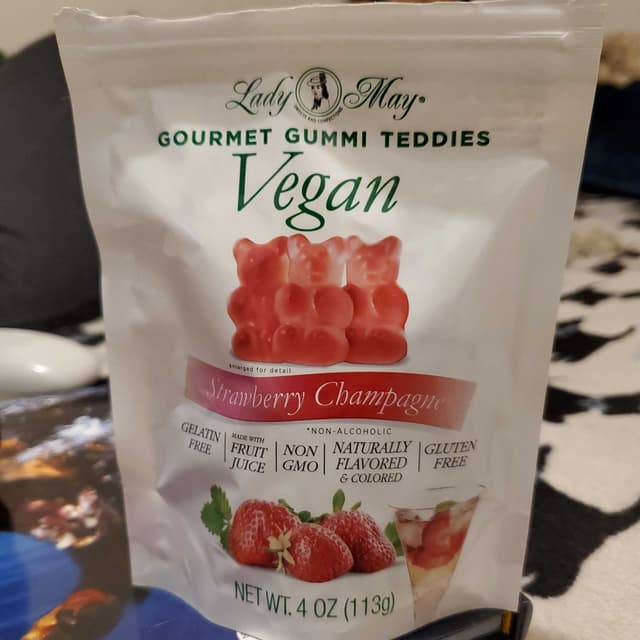 Lady May®
GOURMET GUMMI TEDDIES
Vegan
enlarged for detail
Strawberry Champagne
*NON-ALCOHOLIC
GELATIN FREE
MADE WITH FRUIT JUICE
NON GMO
NATURALLY FLAVORED & COLORED
GLUTEN FREE
NET WT. 4 OZ (113g)